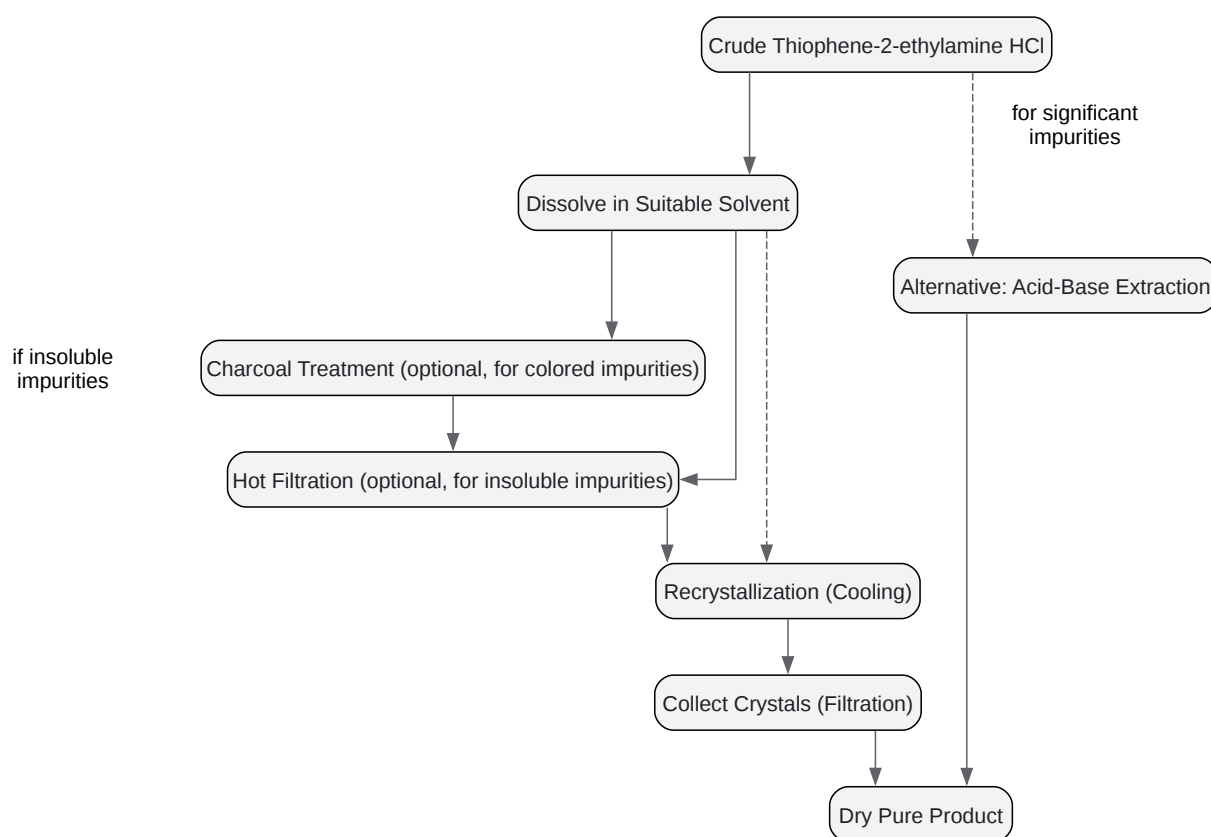 Crude Thiophene-2-ethylamine HCl
for significant
impurities
Dissolve in Suitable Solvent
Alternative: Acid-Base Extraction
if insoluble
impurities
Charcoal Treatment (optional, for colored impurities)
Hot Filtration (optional, for insoluble impurities)
Recrystallization (Cooling)
Collect Crystals (Filtration)
Dry Pure Product